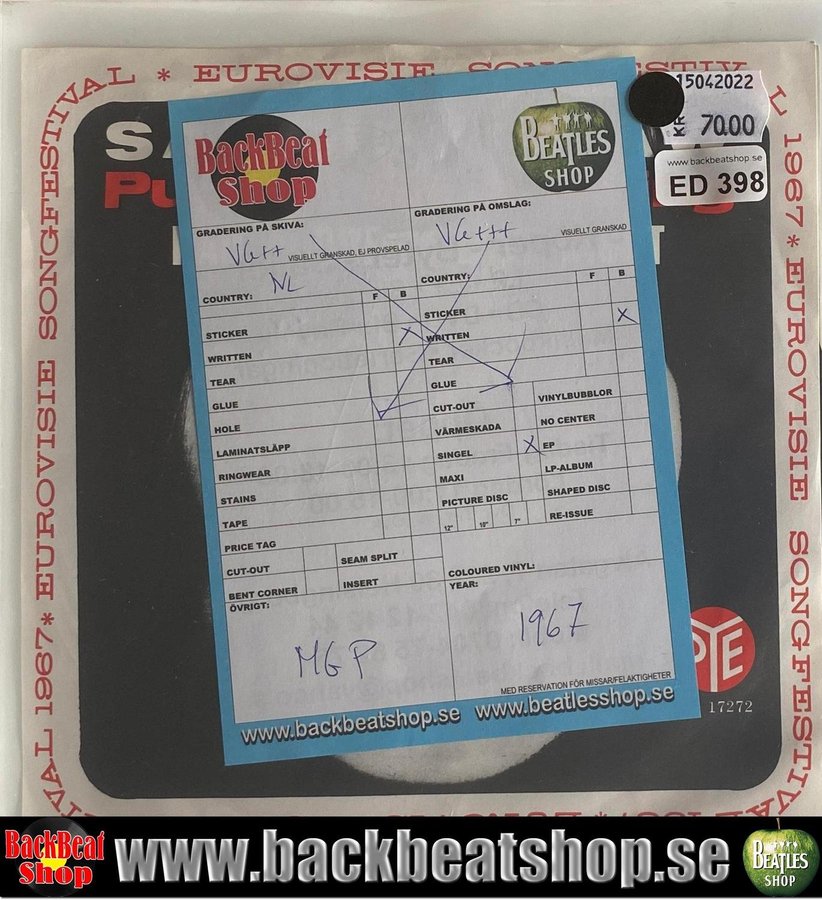 * EUROVISIE SONGFESTIVAL
1967 * EUROVISIE SONGFESTIVAL
1967 * EUROVISIE SONGFESTIVAL
15042022
KR 70.00
www.backbeatshop.se
ED 398
BackBeat
Shop
BEATLES
SHOP
GRADERING PÅ SKIVA:
VG++
VISUELLT GRANSKAD, EJ PROVSPELAD
GRADERING PÅ OMSLAG:
VG+++
VISUELLT GRANSKAD
COUNTRY: NL
F B
STICKER
WRITTEN X
TEAR
GLUE
HOLE
LAMINATSLÄPP
RINGWEAR
STAINS
TAPE
PRICE TAG
CUT-OUT SEAM SPLIT
BENT CORNER INSERT
COUNTRY:
F B
STICKER
WRITTEN X
TEAR
GLUE
CUT-OUT VINYLBUBBLOR
VÄRMESKADA NO CENTER
SINGEL X EP
MAXI LP-ALBUM
PICTURE DISC SHAPED DISC
12" 10" 7" RE-ISSUE
COLOURED VINYL:
ÖVRIGT:
MGP
YEAR:
1967
MED RESERVATION FÖR MISSAR/FELAKTIGHETER
www.backbeatshop.se www.beatlesshop.se
PYE
17272
BackBeat
Shop
www.backbeatshop.se
BEATLES
SHOP